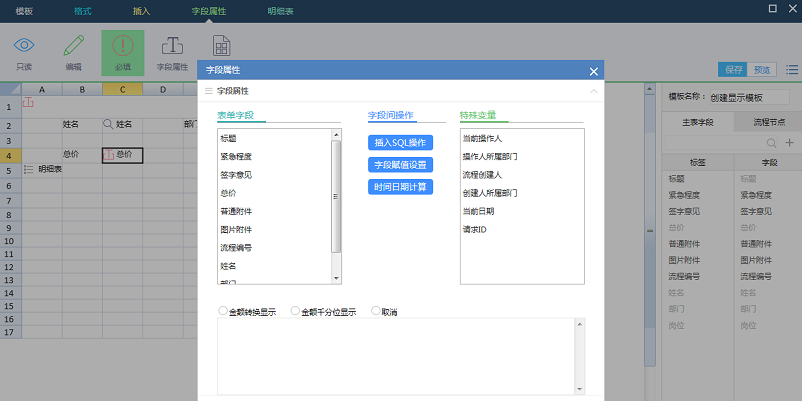 模板 格式 插入 字段属性 明细表
只读 编辑 必填 字段属性
保存 预览
A B C D
1
2 姓名 姓名 部门
3
4 总价 总价
5 明细表
6
7
8
9
10
11
12
13
14
15
16
17
字段属性
字段属性
表单字段 字段间操作 特殊变量
标题
紧急程度
签字意见
总价
普通附件
图片附件
流程编号
姓名
部门
插入SQL操作
字段赋值设置
时间日期计算
当前操作人
操作人所属部门
流程创建人
创建人所属部门
当前日期
请求ID
金额转换显示 金额千分位显示 取消
模板名称： 创建显示模板
主表字段 流程节点
标签 字段
标题 标题
紧急程度 紧急程度
签字意见 签字意见
总价 总价
普通附件 普通附件
图片附件 图片附件
流程编号 流程编号
姓名 姓名
部门 部门
岗位 岗位